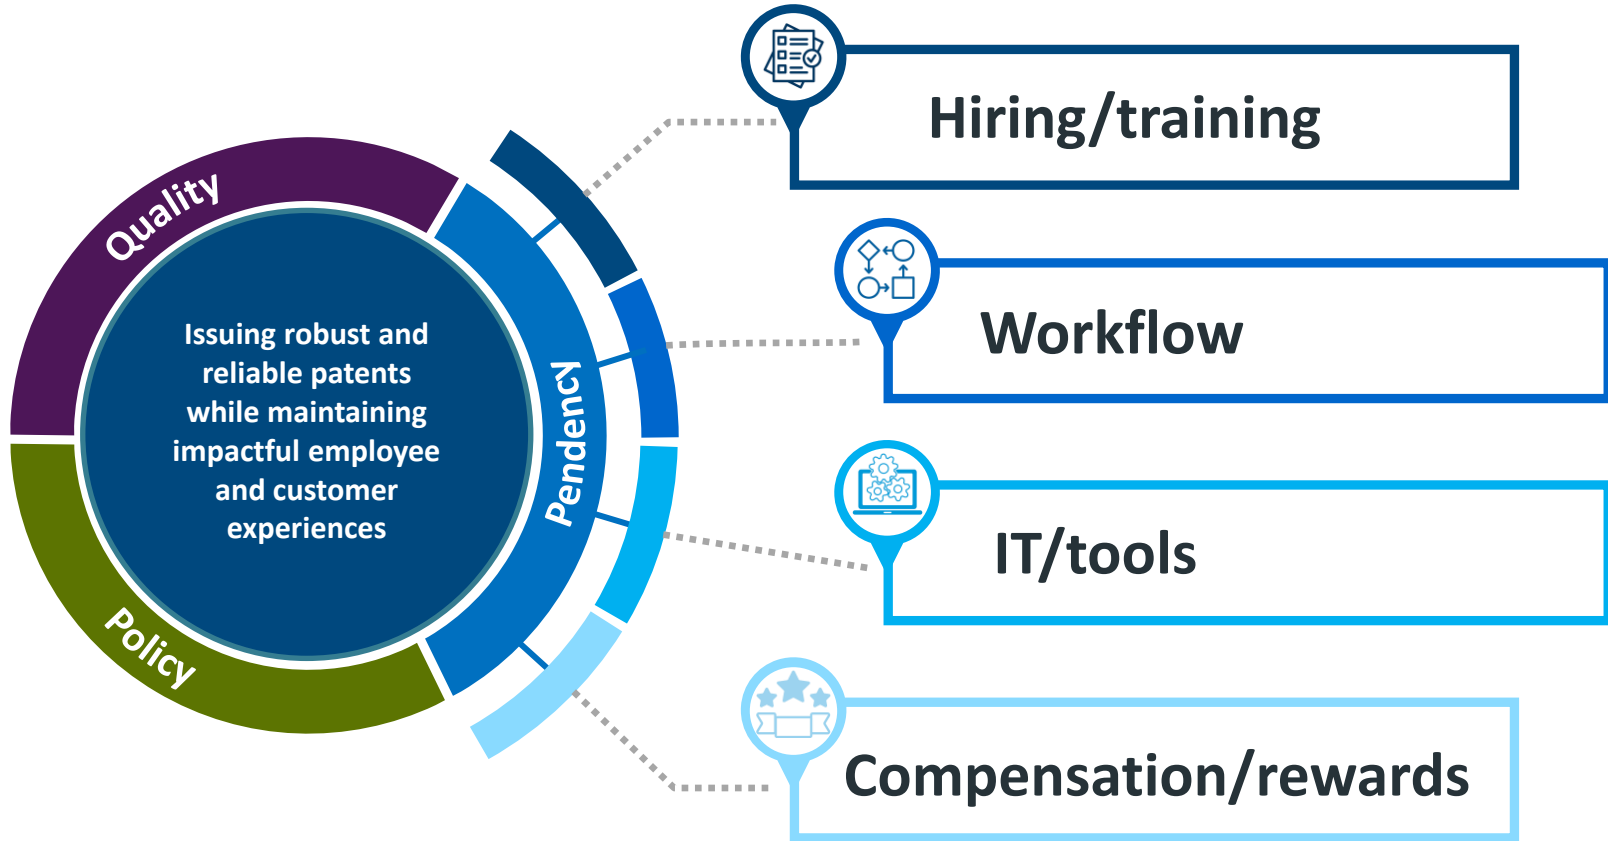 Quality
Policy
Pendency
Issuing robust and
reliable patents
while maintaining
impactful employee
and customer
experiences
Hiring/training
Workflow
IT/tools
Compensation/rewards